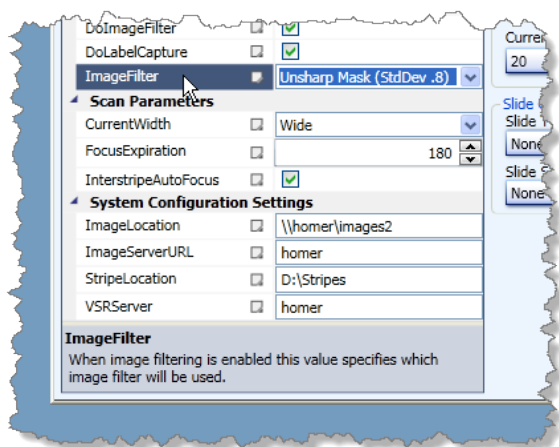 DoImageFilter
DoLabelCapture
ImageFilter Unsharp Mask (StdDev .8)
Scan Parameters
CurrentWidth Wide
FocusExpiration 180
InterstripeAutoFocus
System Configuration Settings
ImageLocation \\homer\images2
ImageServerURL homer
StripeLocation D:\Stripes
VSRServer homer
ImageFilter
When image filtering is enabled this value specifies which
image filter will be used.
20
Slide
Slide
None
Slide
None